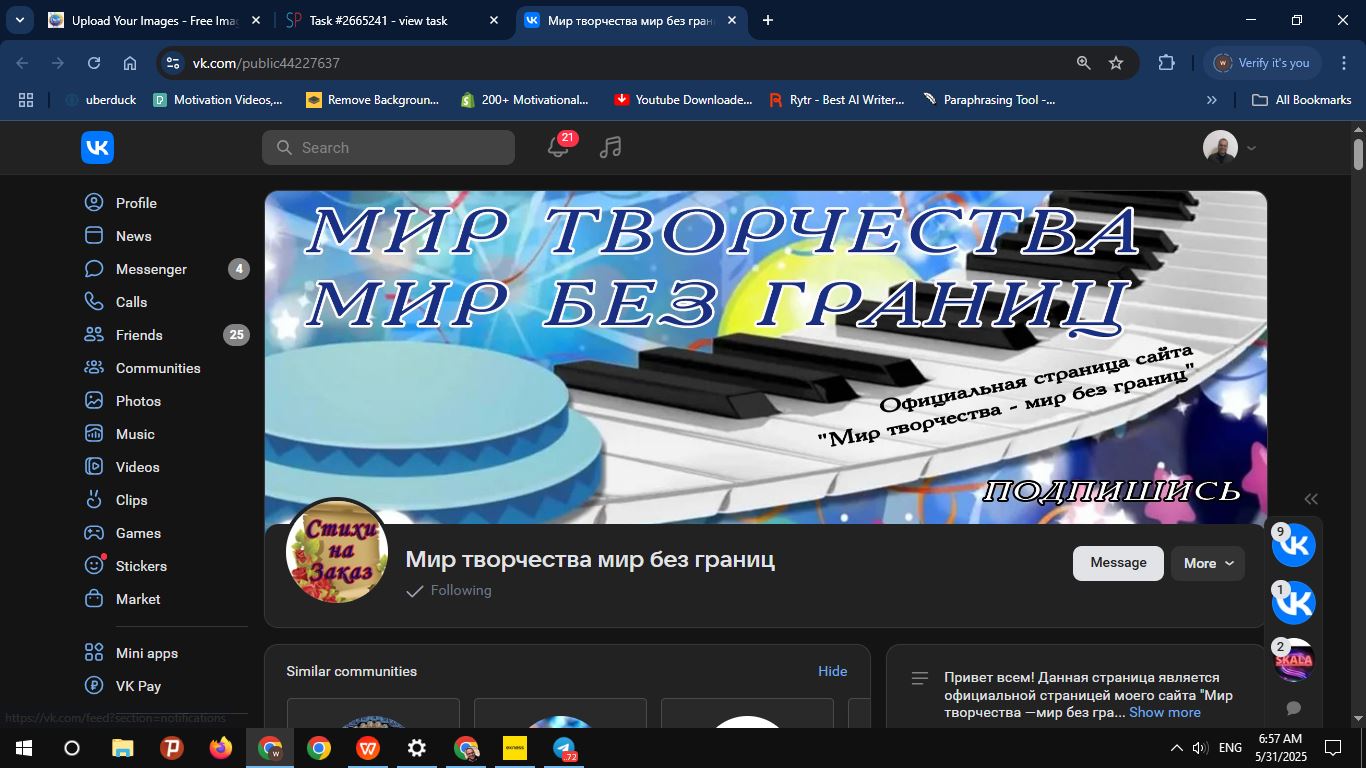 Upload Your Images - Free Imag
Task #2665241 - view task
Мир творчества мир без гран
vk.com/public44227637
Verify it's you
uberduck
Motivation Videos,...
Remove Backgroun...
200+ Motivational...
Youtube Downloade...
Rytr - Best AI Writer...
Paraphrasing Tool -...
All Bookmarks
Search
21
Profile
News
Messenger
4
Calls
Friends
25
Communities
Photos
Music
Videos
Clips
Games
Stickers
Market
Mini apps
VK Pay
МИР ТВОРЧЕСТВА
МИР БЕЗ ГРАНИЦ
Официальная страница сайта
"Мир творчества - мир без границ"
ПОДПИШИСЬ
Стихи
на
Заказ
Мир творчества мир без границ
Following
Message
More
9
1
2
SKALA
Similar communities
Hide
Привет всем! Данная страница является
официальной страницей моего сайта "Мир
творчества —мир без гра... Show more
https://vk.com/feed?section=notifications
exness
72
ENG
6:57 AM
5/31/2025